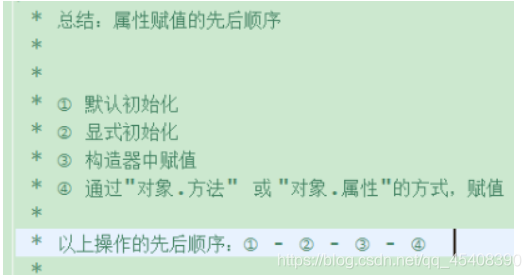 * 总结：属性赋值的先后顺序
*
*
* ① 默认初始化
* ② 显式初始化
* ③ 构造器中赋值
* ④ 通过"对象.方法" 或 "对象.属性"的方式，赋值
*
* 以上操作的先后顺序：① - ② - ③ - ④
*
https://blog.csdn.net/qq_45408390